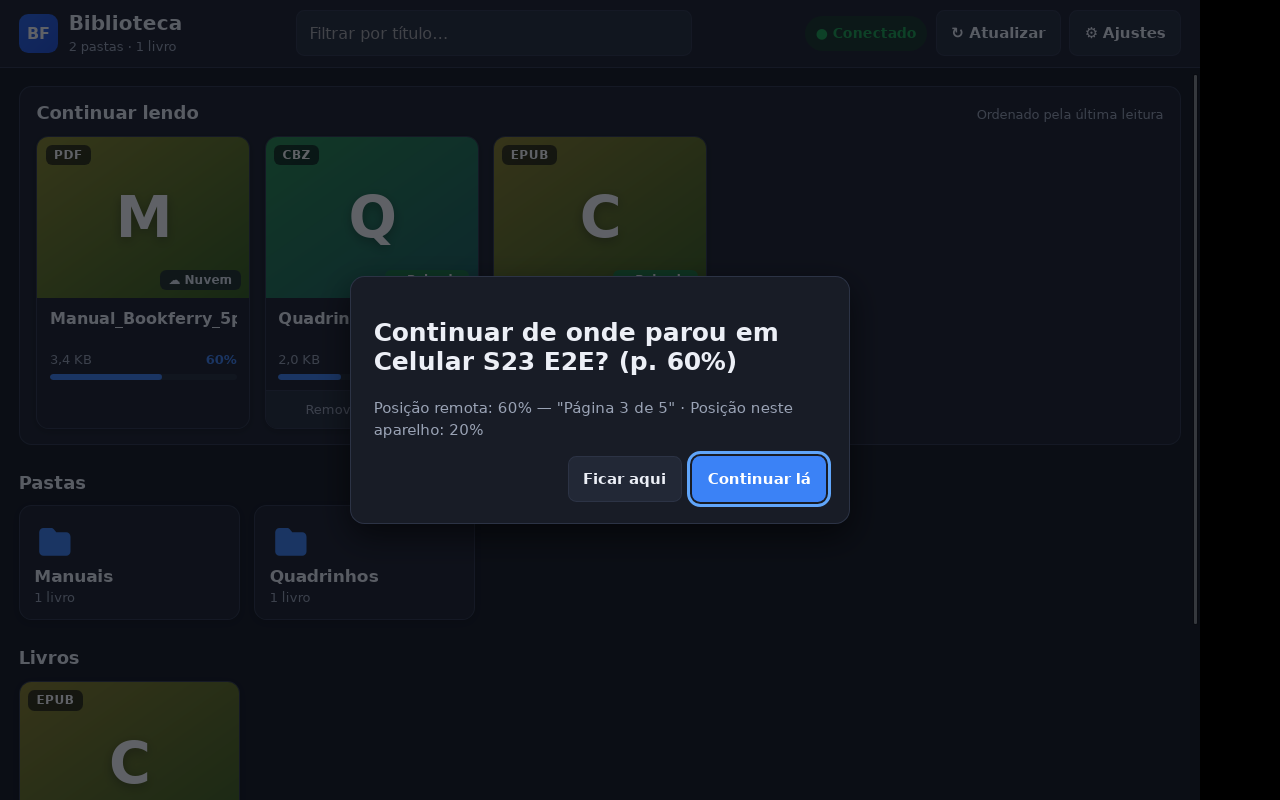 BF
Biblioteca
2 pastas · 1 livro
Filtrar por título...
● Conectado
↻ Atualizar
⚙ Ajustes
Continuar lendo
Ordenado pela última leitura
PDF
M
☁ Nuvem
Manual_Bookferry_5p
3,4 KB
60%
CBZ
Q
Quadrin
2,0 KB
Remov
EPUB
C
Continuar de onde parou em
Celular S23 E2E? (p. 60%)
Posição remota: 60% — "Página 3 de 5" · Posição neste
aparelho: 20%
Ficar aqui
Continuar lá
Pastas
Manuais
1 livro
Quadrinhos
1 livro
Livros
EPUB
C